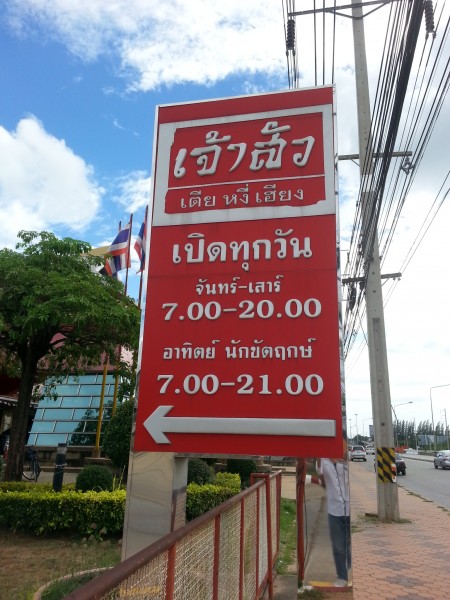 เจ้าสัว
เตีย หงี่ เฮียง
เปิดทุกวัน
จันทร์-เสาร์
7.00-20.00
อาทิตย์ นักขัตฤกษ์
7.00-21.00